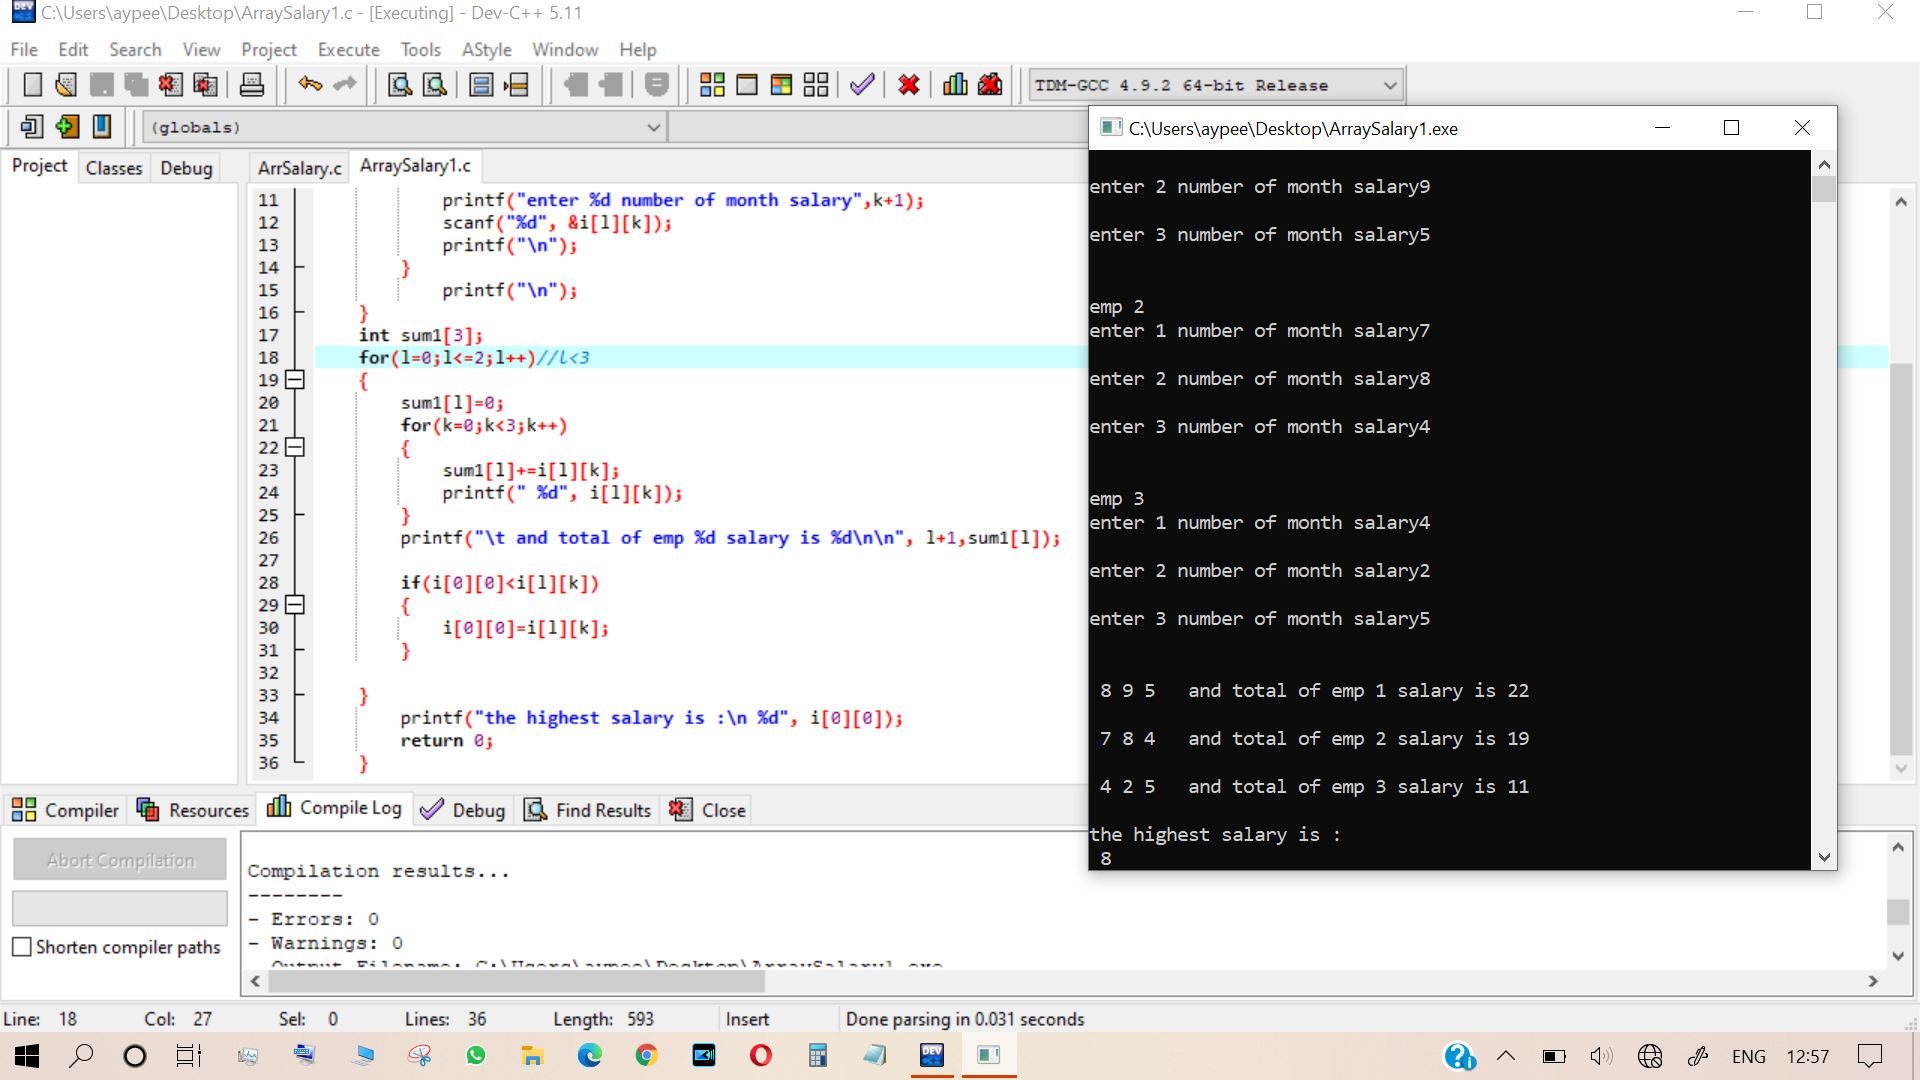 C:\Users\aypee\Desktop\ArraySalary1.c - [Executing] - Dev-C++ 5.11
File Edit Search View Project Execute Tools AStyle Window Help
TDM-GCC 4.9.2 64-bit Release
(globals)
Project Classes Debug
ArrSalary.c ArraySalary1.c
11 printf("enter %d number of month salary",k+1);
12 scanf("%d", &i[l][k]);
13 printf("\n");
14 }
15 printf("\n");
16 }
17 int sum1[3];
18 for(l=0;l<=2;l++)//l<3
19 {
20 sum1[l]=0;
21 for(k=0;k<3;k++)
22 {
23 sum1[l]+=i[l][k];
24 printf(" %d", i[l][k]);
25 }
26 printf("\t and total of emp %d salary is %d\n\n", l+1,sum1[l]);
27
28 if(i[0][0]<i[l][k])
29 {
30 i[0][0]=i[l][k];
31 }
32
33 }
34 printf("the highest salary is :\n %d", i[0][0]);
35 return 0;
36 }
C:\Users\aypee\Desktop\ArraySalary1.exe
enter 2 number of month salary9
enter 3 number of month salary5
emp 2
enter 1 number of month salary7
enter 2 number of month salary8
enter 3 number of month salary4
emp 3
enter 1 number of month salary4
enter 2 number of month salary2
enter 3 number of month salary5
8 9 5 and total of emp 1 salary is 22
7 8 4 and total of emp 2 salary is 19
4 2 5 and total of emp 3 salary is 11
the highest salary is :
8
Compiler Resources Compile Log Debug Find Results Close
Abort Compilation
Shorten compiler paths
Compilation results...
--------
- Errors: 0
- Warnings: 0
- Output Filename: C:\Users\aypee\Desktop\ArraySalary1.exe
Line: 18 Col: 27 Sel: 0 Lines: 36 Length: 593 Insert Done parsing in 0.031 seconds
DEV
ENG 12:57